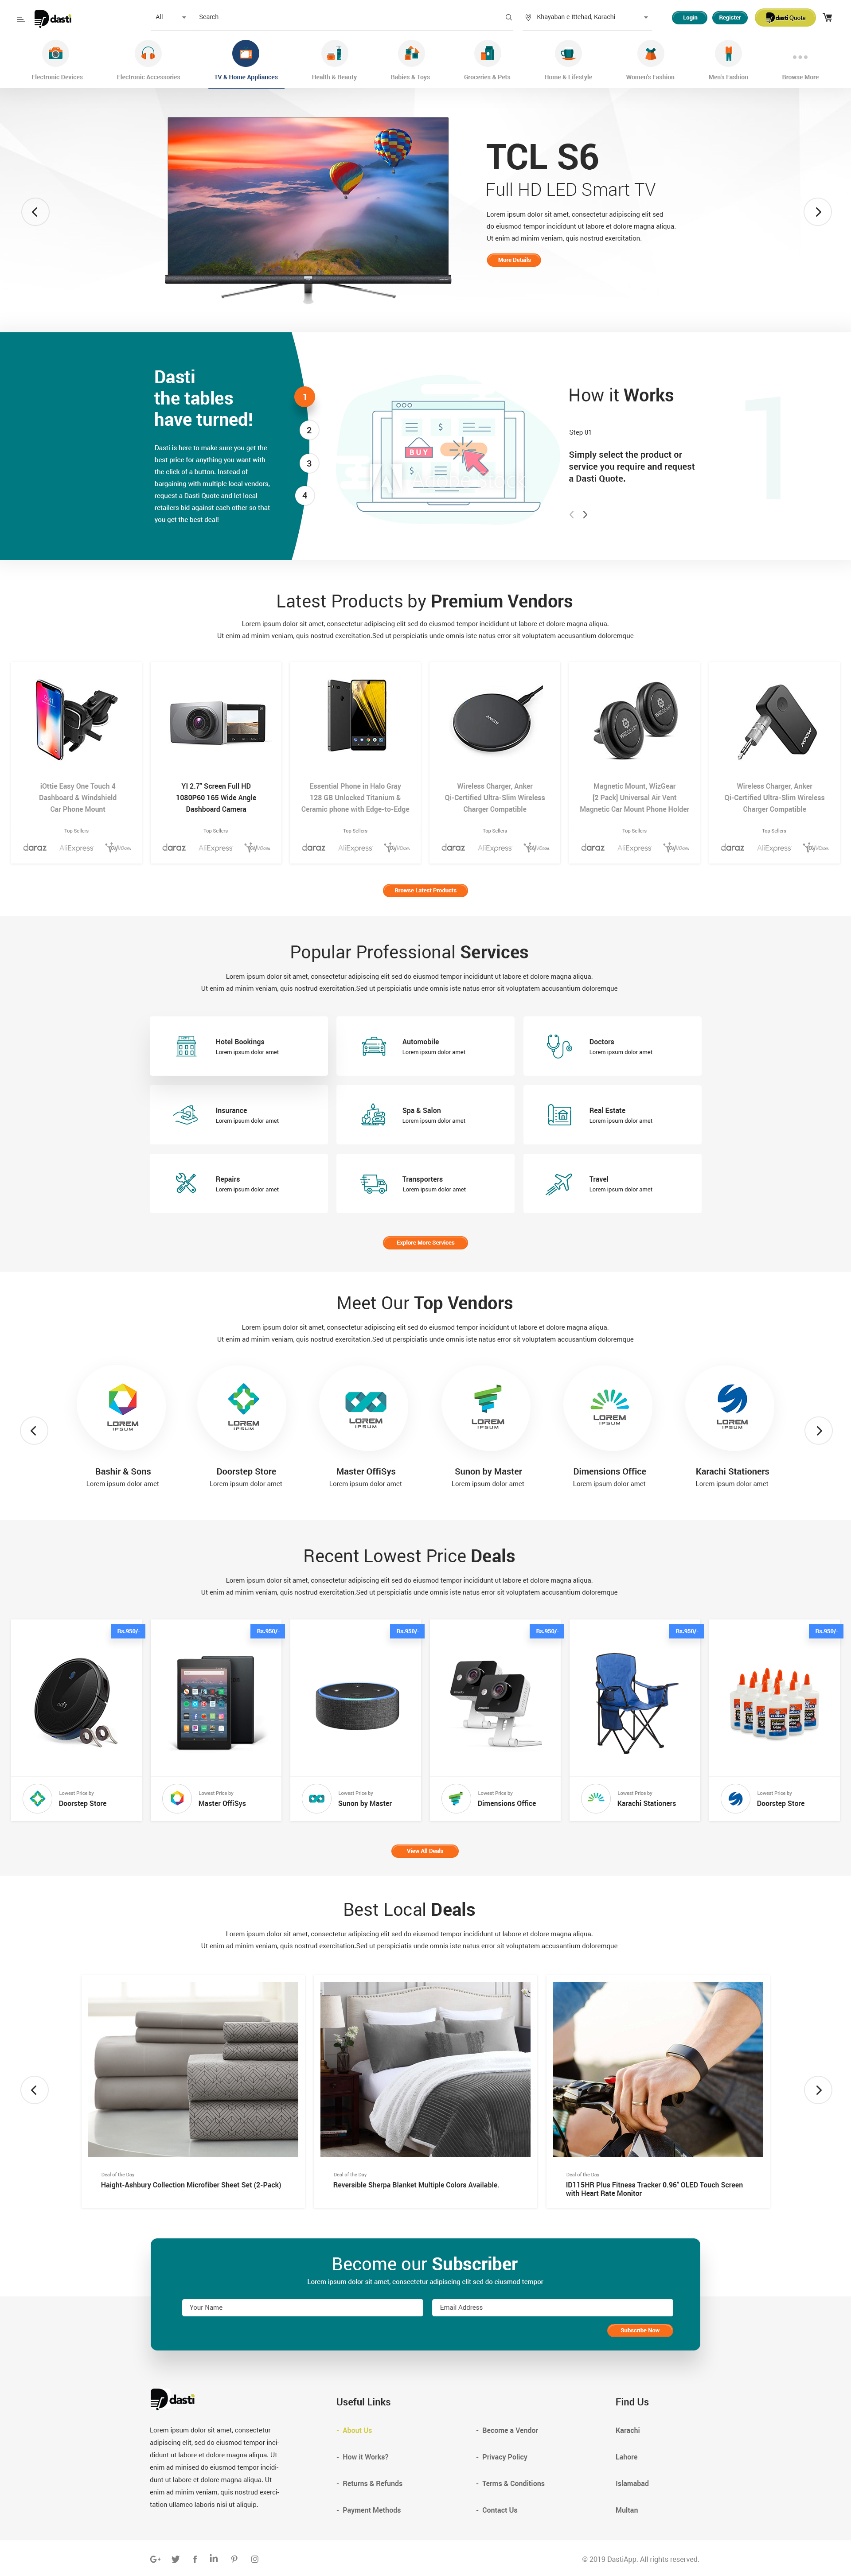 dasti
All
Search
Khayaban-e-Ittehad, Karachi
Login
Register
dasti Quote
Electronic Devices
Electronic Accessories
TV & Home Appliances
Health & Beauty
Babies & Toys
Groceries & Pets
Home & Lifestyle
Women's Fashion
Men's Fashion
Browse More
TCL S6
Full HD LED Smart TV
Lorem ipsum dolor sit amet, consectetur adipiscing elit sed
do eiusmod tempor incididunt ut labore et dolore magna aliqua.
Ut enim ad minim veniam, quis nostrud exercitation.
More Details
Dasti
the tables
have turned!
Dasti is here to make sure you get the
best price for anything you want with
the click of a button. Instead of
bargaining with multiple local vendors,
request a Dasti Quote and let local
retailers bid against each other so that
you get the best deal!
1
2
3
4
$
$
BUY
How it Works
Step 01
Simply select the product or
service you require and request
a Dasti Quote.
1
Latest Products by Premium Vendors
Lorem ipsum dolor sit amet, consectetur adipiscing elit sed do eiusmod tempor incididunt ut labore et dolore magna aliqua.
Ut enim ad minim veniam, quis nostrud exercitation.Sed ut perspiciatis unde omnis iste natus error sit voluptatem accusantium doloremque
iOttie Easy One Touch 4
Dashboard & Windshield
Car Phone Mount
Top Sellers
daraz
AliExpress
YI 2.7" Screen Full HD
1080P60 165 Wide Angle
Dashboard Camera
Top Sellers
daraz
AliExpress
Essential Phone in Halo Gray
128 GB Unlocked Titanium &
Ceramic phone with Edge-to-Edge
Top Sellers
daraz
AliExpress
ANKER
Wireless Charger, Anker
Qi-Certified Ultra-Slim Wireless
Charger Compatible
Top Sellers
daraz
AliExpress
WIZGEAR
WIZGEAR
Magnetic Mount, WizGear
[2 Pack] Universal Air Vent
Magnetic Car Mount Phone Holder
Top Sellers
daraz
AliExpress
MPOW
Wireless Charger, Anker
Qi-Certified Ultra-Slim Wireless
Charger Compatible
Top Sellers
daraz
AliExpress
Browse Latest Products
Popular Professional Services
Lorem ipsum dolor sit amet, consectetur adipiscing elit sed do eiusmod tempor incididunt ut labore et dolore magna aliqua.
Ut enim ad minim veniam, quis nostrud exercitation.Sed ut perspiciatis unde omnis iste natus error sit voluptatem accusantium doloremque
Hotel Bookings
Lorem ipsum dolor amet
Automobile
Lorem ipsum dolor amet
Doctors
Lorem ipsum dolor amet
Insurance
Lorem ipsum dolor amet
Spa & Salon
Lorem ipsum dolor amet
Real Estate
Lorem ipsum dolor amet
Repairs
Lorem ipsum dolor amet
Transporters
Lorem ipsum dolor amet
Travel
Lorem ipsum dolor amet
Explore More Services
Meet Our Top Vendors
Lorem ipsum dolor sit amet, consectetur adipiscing elit sed do eiusmod tempor incididunt ut labore et dolore magna aliqua.
Ut enim ad minim veniam, quis nostrud exercitation.Sed ut perspiciatis unde omnis iste natus error sit voluptatem accusantium doloremque
LOREM
IPSUM
Bashir & Sons
Lorem ipsum dolor amet
LOREM
IPSUM
Doorstep Store
Lorem ipsum dolor amet
LOREM
IPSUM
Master OffiSys
Lorem ipsum dolor amet
LOREM
IPSUM
Sunon by Master
Lorem ipsum dolor amet
LOREM
IPSUM
Dimensions Office
Lorem ipsum dolor amet
LOREM
IPSUM
Karachi Stationers
Lorem ipsum dolor amet
Recent Lowest Price Deals
Lorem ipsum dolor sit amet, consectetur adipiscing elit sed do eiusmod tempor incididunt ut labore et dolore magna aliqua.
Ut enim ad minim veniam, quis nostrud exercitation.Sed ut perspiciatis unde omnis iste natus error sit voluptatem accusantium doloremque
Rs.950/-
eufy
Lowest Price by
Doorstep Store
Rs.950/-
Lowest Price by
Master OffiSys
Rs.950/-
Lowest Price by
Sunon by Master
Rs.950/-
Lowest Price by
Dimensions Office
Rs.950/-
Lowest Price by
Karachi Stationers
Rs.950/-
Lowest Price by
Doorstep Store
View All Deals
Best Local Deals
Lorem ipsum dolor sit amet, consectetur adipiscing elit sed do eiusmod tempor incididunt ut labore et dolore magna aliqua.
Ut enim ad minim veniam, quis nostrud exercitation.Sed ut perspiciatis unde omnis iste natus error sit voluptatem accusantium doloremque
Deal of the Day
Haight-Ashbury Collection Microfiber Sheet Set (2-Pack)
Deal of the Day
Reversible Sherpa Blanket Multiple Colors Available.
Deal of the Day
ID115HR Plus Fitness Tracker 0.96" OLED Touch Screen
with Heart Rate Monitor
Become our Subscriber
Lorem ipsum dolor sit amet, consectetur adipiscing elit sed do eiusmod tempor
Your Name
Email Address
Subscribe Now
dasti
Lorem ipsum dolor sit amet, consectetur
adipiscing elit, sed do eiusmod tempor inci-
didunt ut labore et dolore magna aliqua. Ut
enim ad minised do eiusmod tempor incidi-
dunt ut labore et dolore magna aliqua. Ut
enim ad minim veniam, quis nostrud exerci-
tation ullamco laboris nisi ut aliquip.
Useful Links
- About Us
- How it Works?
- Returns & Refunds
- Payment Methods
- Become a Vendor
- Privacy Policy
- Terms & Conditions
- Contact Us
Find Us
Karachi
Lahore
Islamabad
Multan
© 2019 DastiApp. All rights reserved.